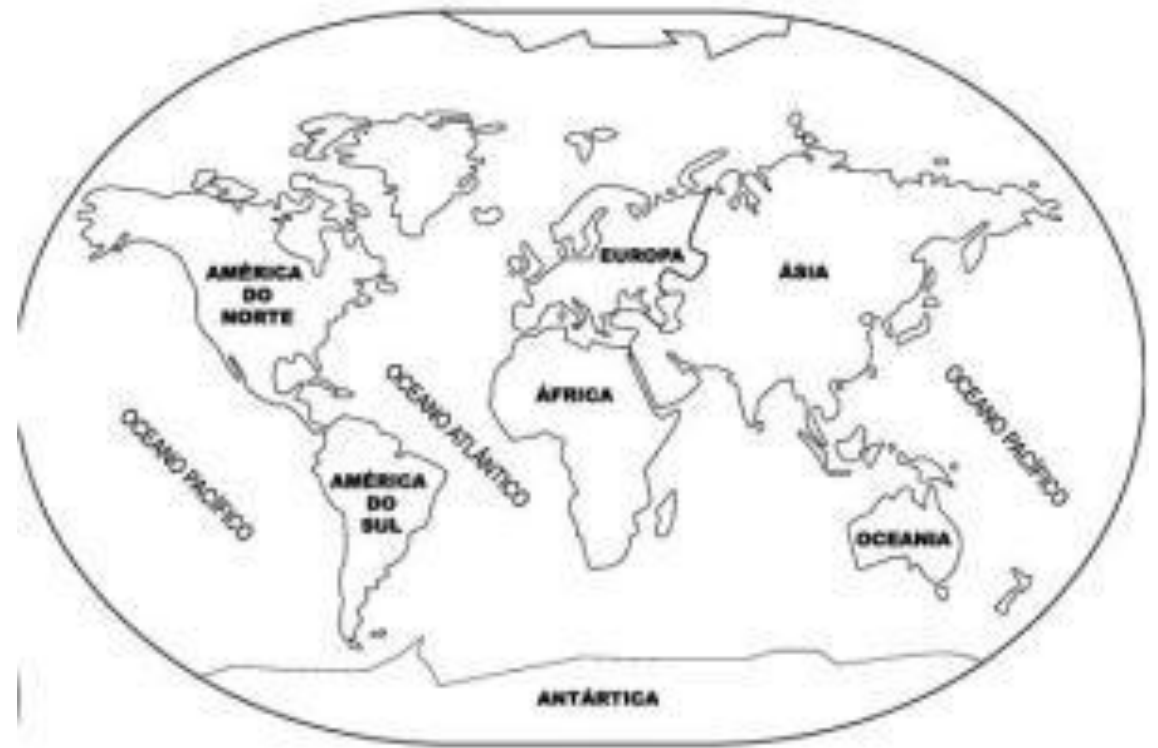 EUROPA
AMÉRICA
DO
NORTE
ÁSIA
ÁFRICA
OCEANO ATLÂNTICO
OCEANO PACÍFICO
OCEANO PACÍFICO
AMÉRICA
DO
SUL
OCEANIA
ANTÁRTICA